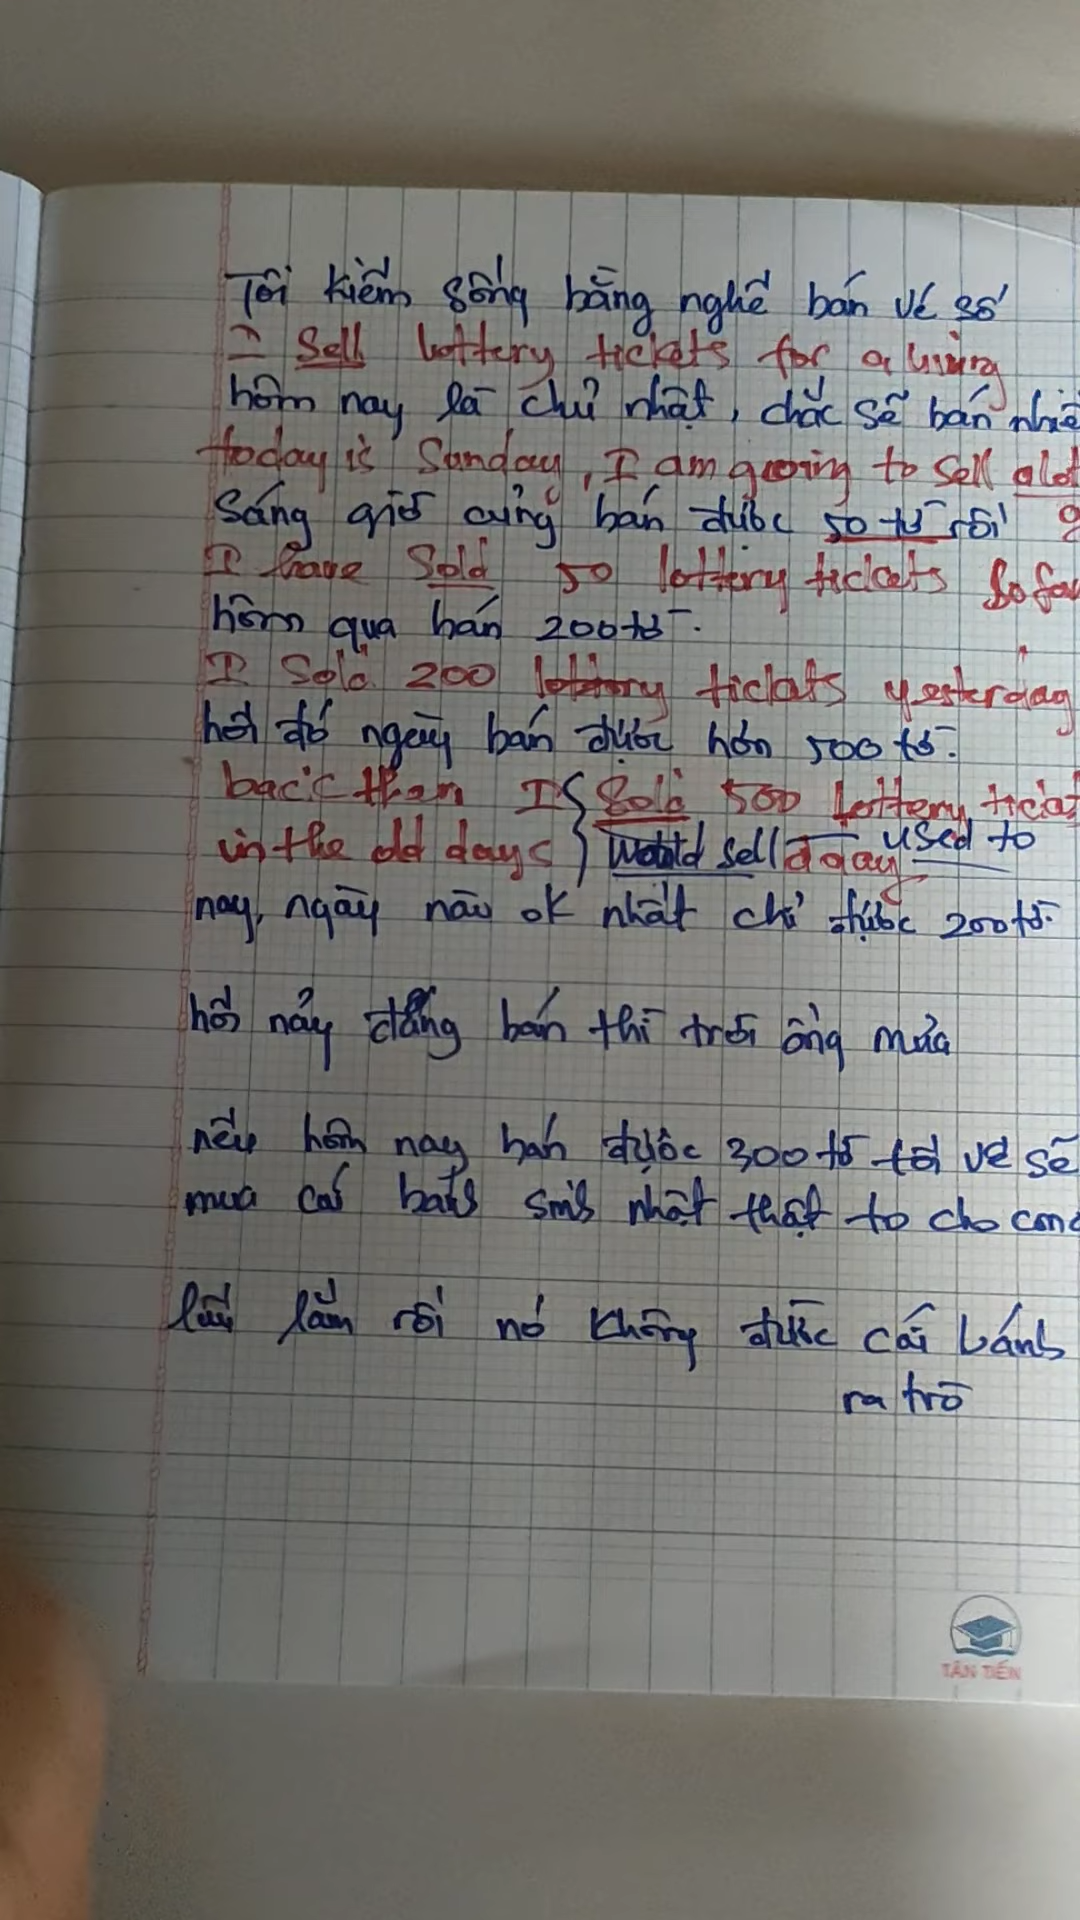 Tôi kiếm sống bằng nghề bán vé số
I sell lottery tickets for a living
hôm nay là chủ nhật, chắc sẽ bán nhiề
today is Sunday, I am going to sell alot
Sáng giờ cũng bán được 50 tờ rồi
I have Sold 50 lottery tickets So far
hôm qua bán 200 tờ.
I Sold 200 lottery tickets yesterday
hồi đó ngày bán được hơn 500 tờ.
back then I { Sold 500 lottery ticket
in the old days } would sell a day used to
nay, ngày nào ok nhất chỉ được 200 tờ.
hồi nảy đang bán thì trời ổng mưa
nếu hôm nay bán được 300 tờ tối về sẽ
mua cái bánh sinh nhật thật to cho con
lâu lắm rồi nó không được cái bánh
ra trò
TÂN TIẾN